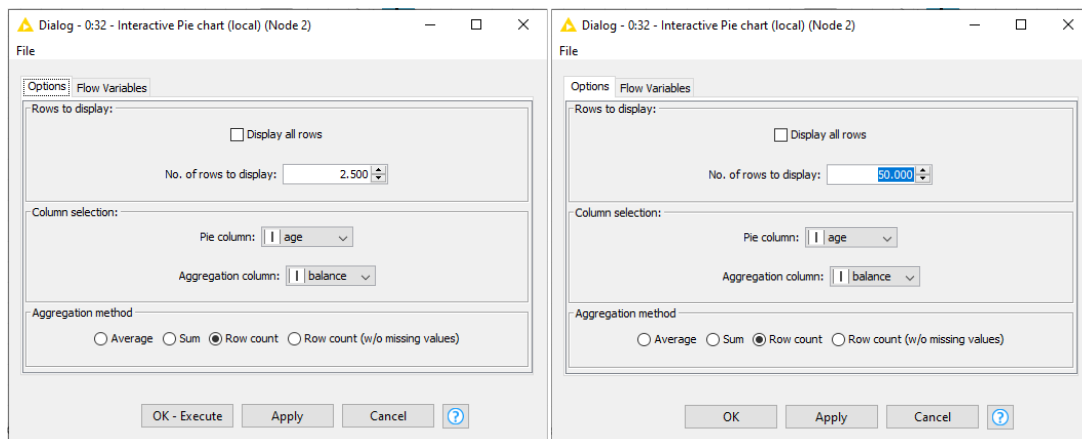 Dialog - 0:32 - Interactive Pie chart (local) (Node 2)
File
Options Flow Variables
Rows to display:
Display all rows
No. of rows to display: 2.500
Column selection:
Pie column: I age
Aggregation column: I balance
Aggregation method
Average Sum Row count Row count (w/o missing values)
OK - Execute Apply Cancel ?
Dialog - 0:32 - Interactive Pie chart (local) (Node 2)
File
Options Flow Variables
Rows to display:
Display all rows
No. of rows to display: 50.000
Column selection:
Pie column: I age
Aggregation column: I balance
Aggregation method
Average Sum Row count Row count (w/o missing values)
OK Apply Cancel ?